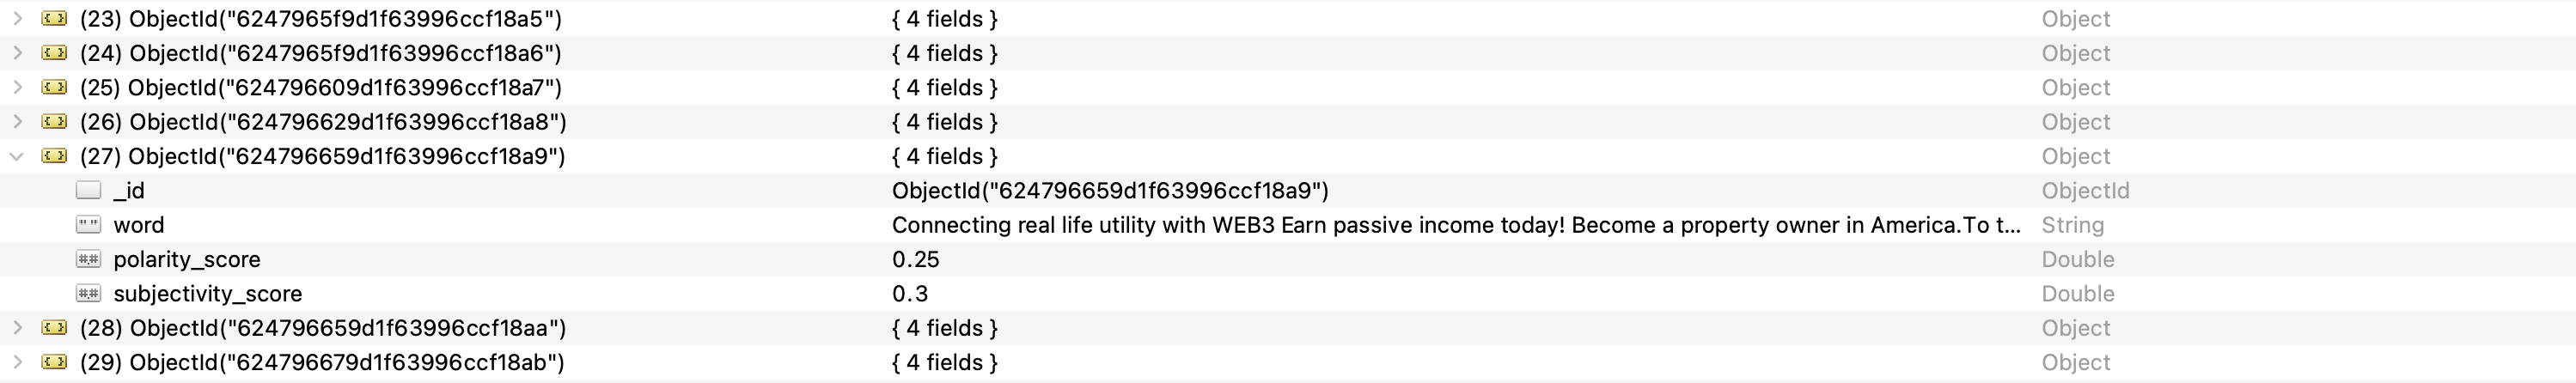 (23) ObjectId("6247965f9d1f63996ccf18a5") { 4 fields } Object
(24) ObjectId("6247965f9d1f63996ccf18a6") { 4 fields } Object
(25) ObjectId("624796609d1f63996ccf18a7") { 4 fields } Object
(26) ObjectId("624796629d1f63996ccf18a8") { 4 fields } Object
(27) ObjectId("624796659d1f63996ccf18a9") { 4 fields } Object
_id ObjectId("624796659d1f63996ccf18a9") ObjectId
word Connecting real life utility with WEB3 Earn passive income today! Become a property owner in America.To t... String
polarity_score 0.25 Double
subjectivity_score 0.3 Double
(28) ObjectId("624796659d1f63996ccf18aa") { 4 fields } Object
(29) ObjectId("624796679d1f63996ccf18ab") { 4 fields } Object